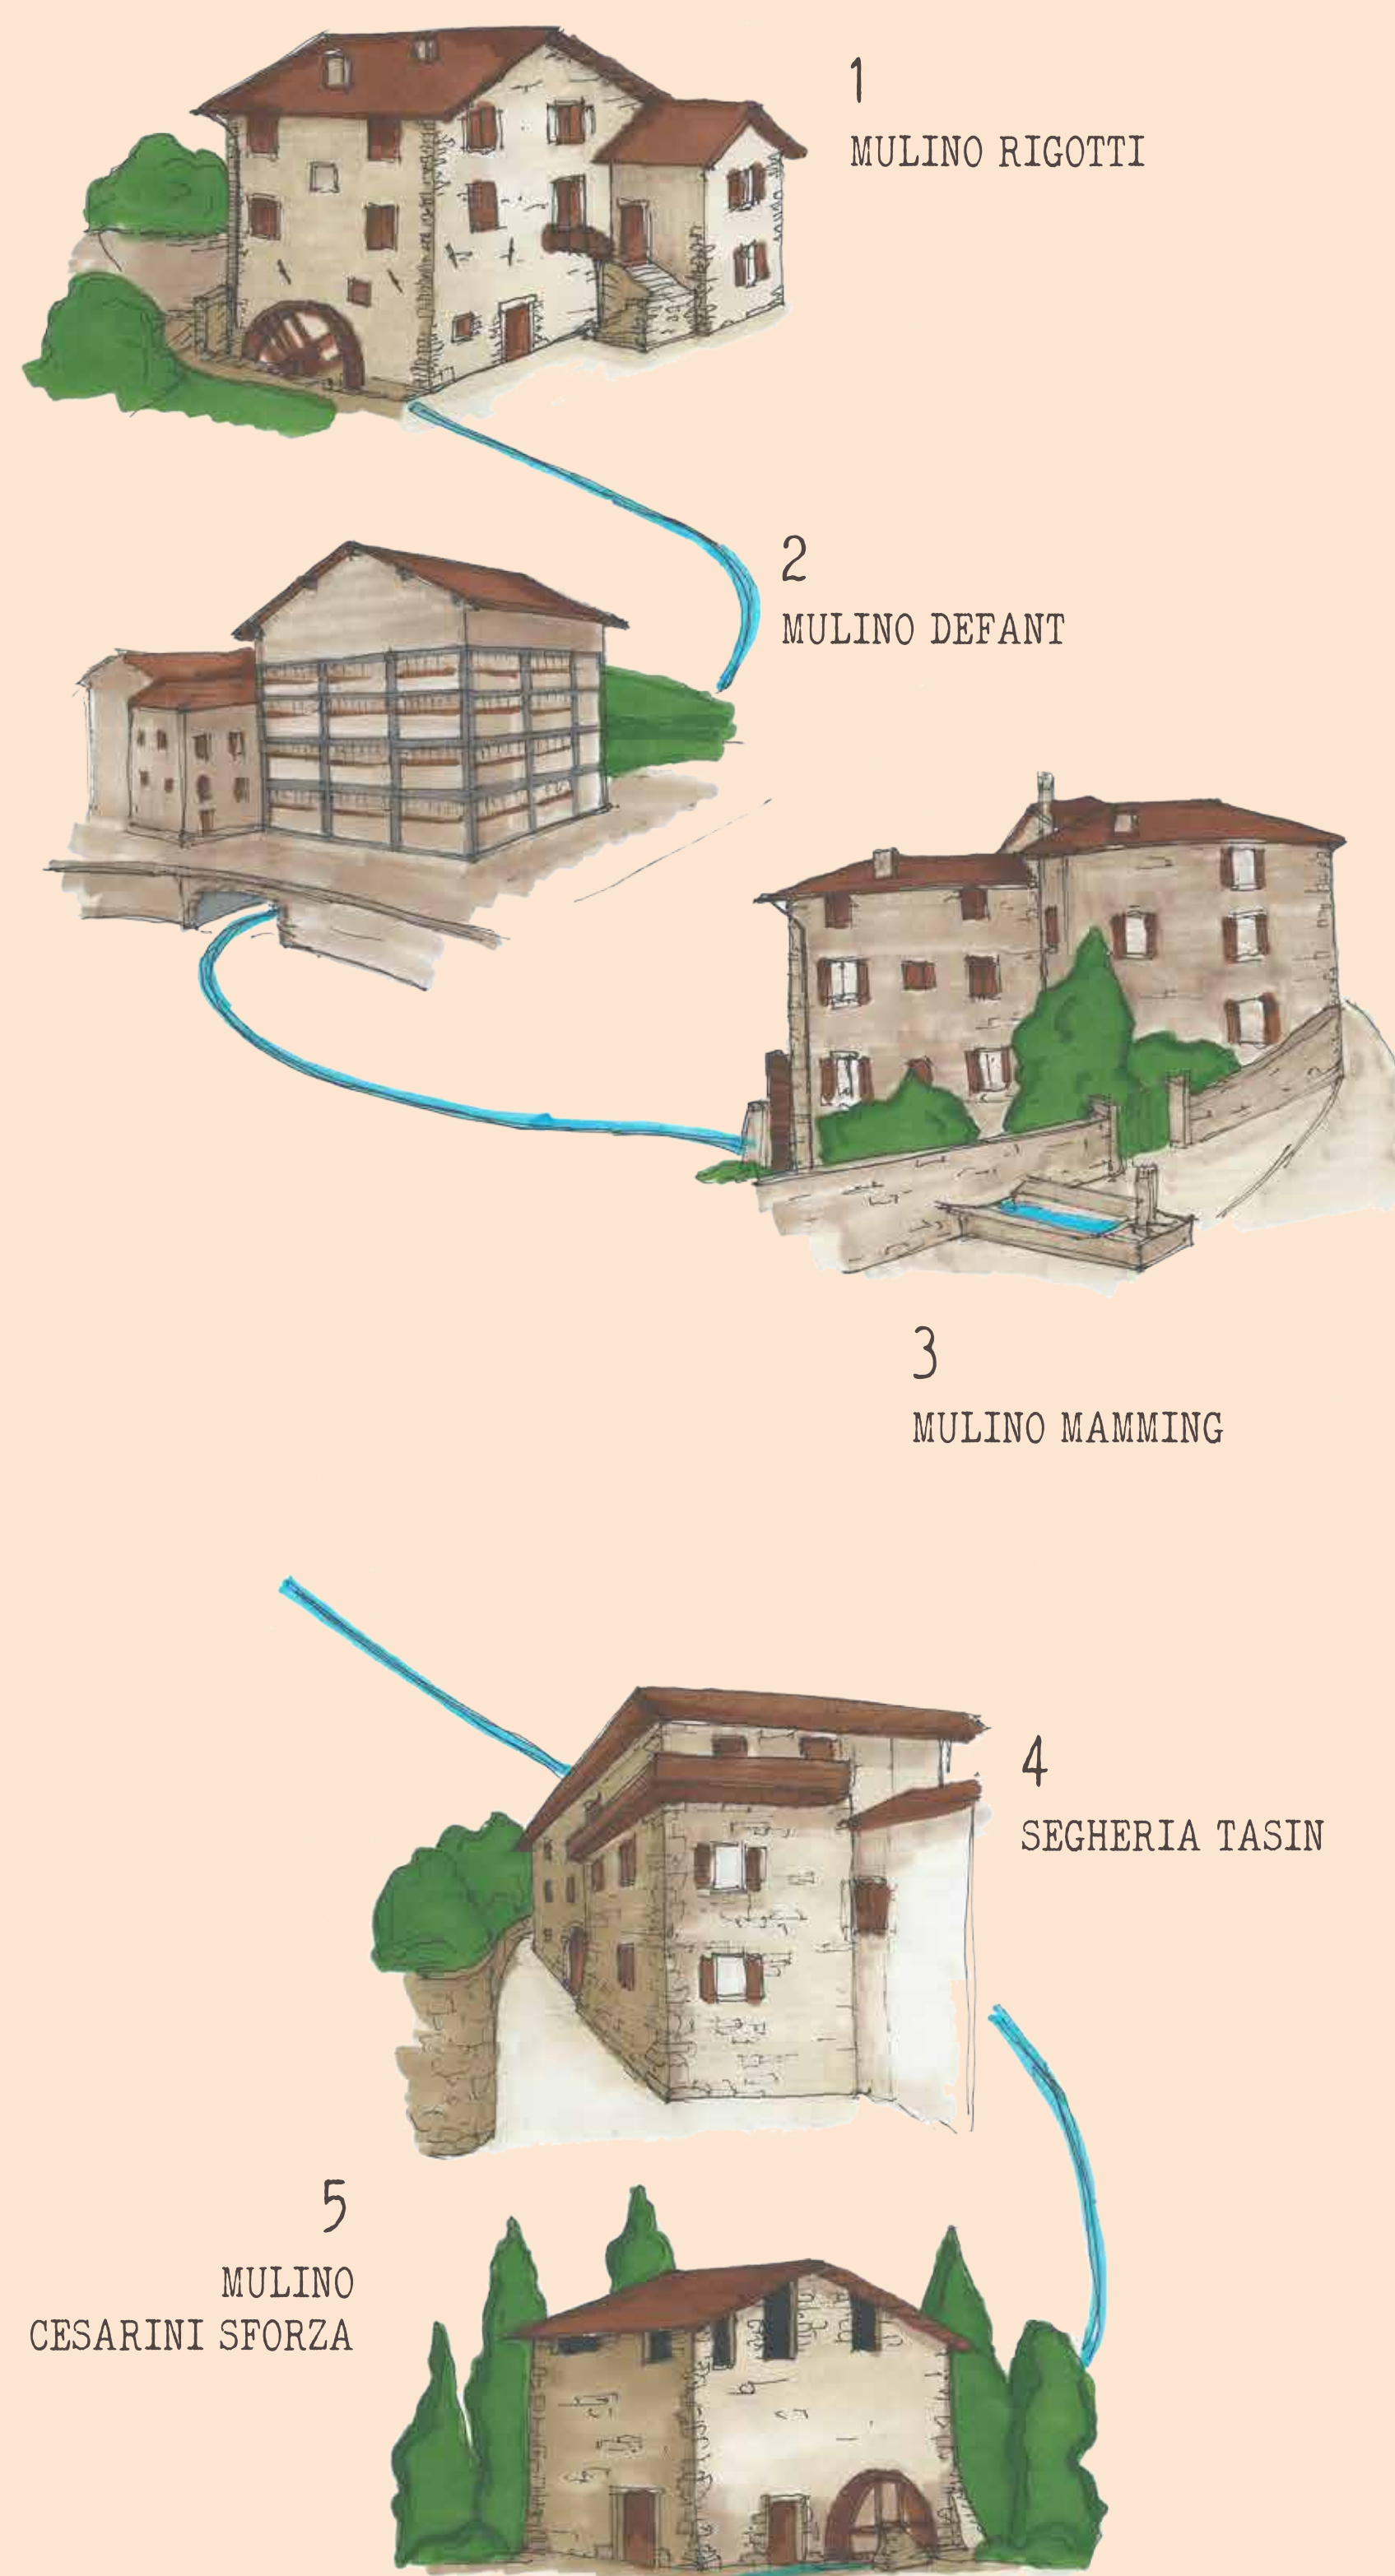 1
MULINO RIGOTTI
2
MULINO DEFANT
3
MULINO MAMMING
4
SEGHERIA TASIN
5
MULINO
CESARINI SFORZA